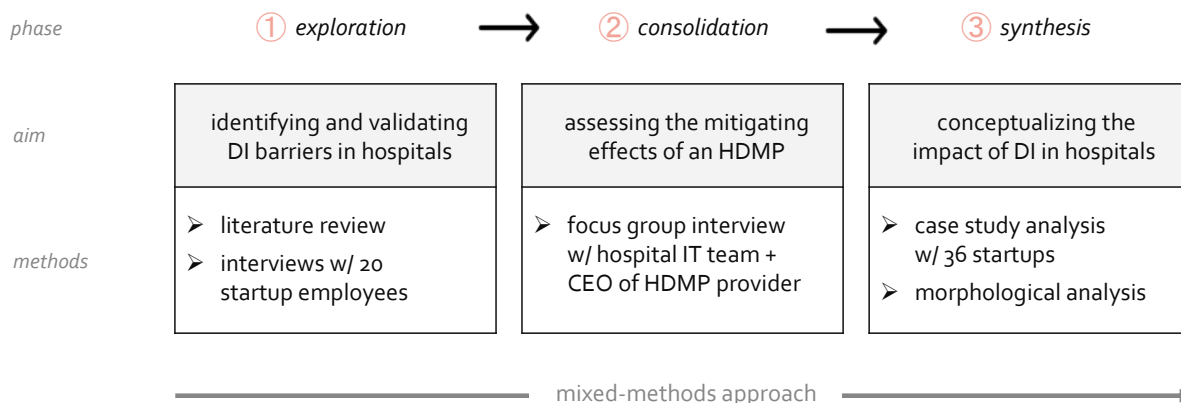 phase
① exploration
② consolidation
③ synthesis
aim
identifying and validating
DI barriers in hospitals
assessing the mitigating
effects of an HDMP
conceptualizing the
impact of DI in hospitals
methods
➢ literature review
➢ interviews w/ 20
startup employees
➢ focus group interview
w/ hospital IT team +
CEO of HDMP provider
➢ case study analysis
w/ 36 startups
➢ morphological analysis
mixed-methods approach